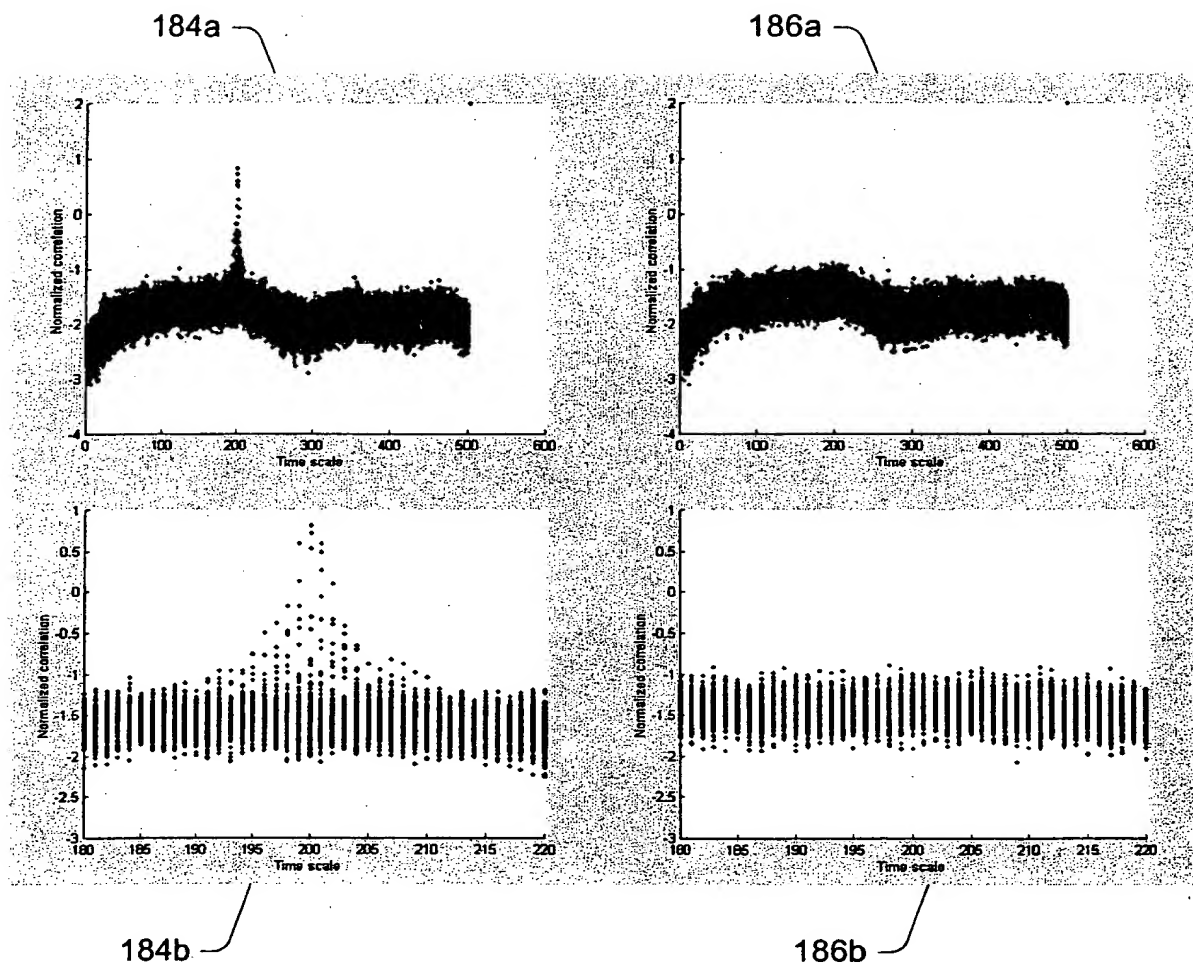 184a
186a
2
1
0
-1
-2
-3
-4
Normalized correlation
0 100 200 300 400 500 600
Time scale
2
1
0
-1
-2
-3
-4
Normalized correlation
0 100 200 300 400 500 600
Time scale
1
0.5
0
-0.5
-1
-1.5
-2
-2.5
-3
Normalized correlation
180 185 190 195 200 205 210 215 220
Time scale
1
0.5
0
-0.5
-1
-1.5
-2
-2.5
-3
Normalized correlation
180 185 190 195 200 205 210 215 220
Time scale
184b
186b